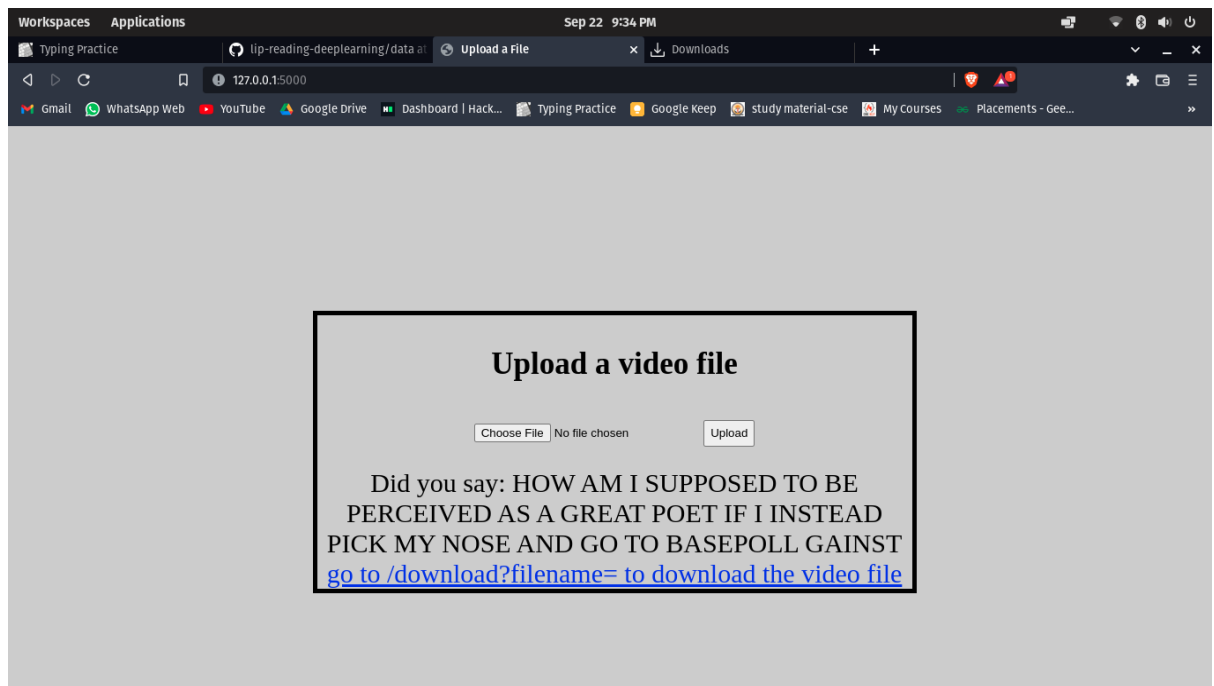 Workspaces Applications Sep 22 9:34 PM
Typing Practice lip-reading-deeplearning/data at Upload a File Downloads
127.0.0.1:5000
Gmail WhatsApp Web YouTube Google Drive Dashboard | Hack... Typing Practice Google Keep study material-cse My Courses Placements - Gee...
Upload a video file
Choose File No file chosen Upload
Did you say: HOW AM I SUPPOSED TO BE
PERCEIVED AS A GREAT POET IF I INSTEAD
PICK MY NOSE AND GO TO BASEPOLL GAINST
go to /download?filename= to download the video file